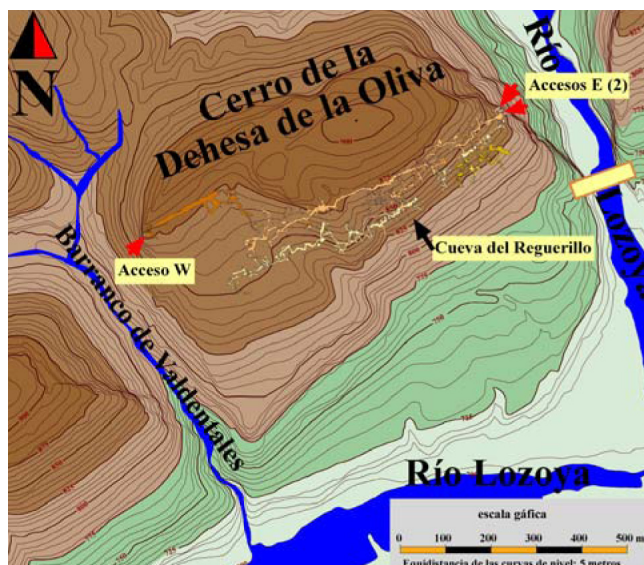 N
Cerro de la
Dehesa de la Oliva
Río
Accesos E (2)
Lozoya
Cueva del Reguerillo
Acceso W
Barranco de Valdentales
Río Lozoya
escala gáfica
0 100 200 300 400 500 m
Equidistancia de las curvas de nivel: 5 metros